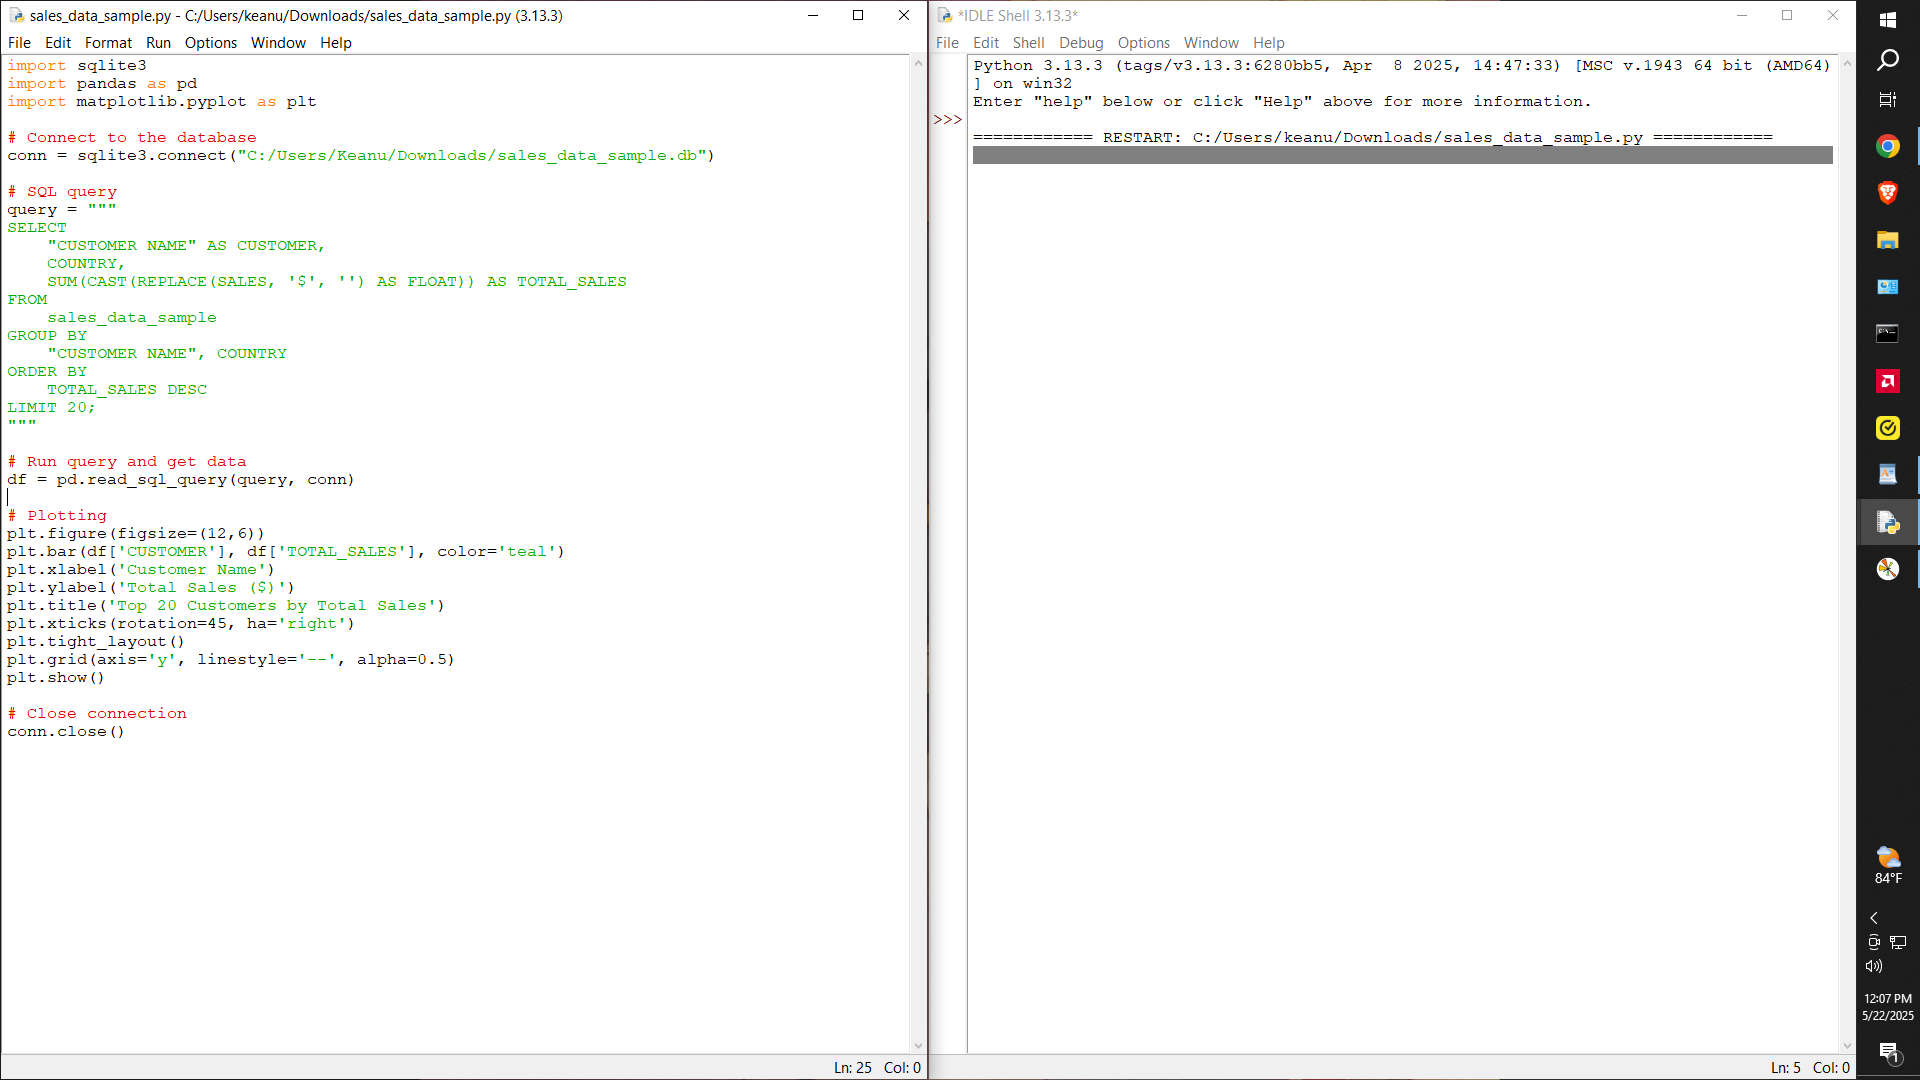 sales_data_sample.py - C:/Users/keanu/Downloads/sales_data_sample.py (3.13.3)
File Edit Format Run Options Window Help
import sqlite3
import pandas as pd
import matplotlib.pyplot as plt
# Connect to the database
conn = sqlite3.connect("C:/Users/Keanu/Downloads/sales_data_sample.db")
# SQL query
query = """
SELECT
    "CUSTOMER NAME" AS CUSTOMER,
    COUNTRY,
    SUM(CAST(REPLACE(SALES, '$', '') AS FLOAT)) AS TOTAL_SALES
FROM
    sales_data_sample
GROUP BY
    "CUSTOMER NAME", COUNTRY
ORDER BY
    TOTAL_SALES DESC
LIMIT 20;
"""
# Run query and get data
df = pd.read_sql_query(query, conn)
# Plotting
plt.figure(figsize=(12,6))
plt.bar(df['CUSTOMER'], df['TOTAL_SALES'], color='teal')
plt.xlabel('Customer Name')
plt.ylabel('Total Sales ($)')
plt.title('Top 20 Customers by Total Sales')
plt.xticks(rotation=45, ha='right')
plt.tight_layout()
plt.grid(axis='y', linestyle='--', alpha=0.5)
plt.show()
# Close connection
conn.close()
Ln: 25 Col: 0
*IDLE Shell 3.13.3*
File Edit Shell Debug Options Window Help
Python 3.13.3 (tags/v3.13.3:6280bb5, Apr  8 2025, 14:47:33) [MSC v.1943 64 bit (AMD64)
] on win32
Enter "help" below or click "Help" above for more information.
>>>
============ RESTART: C:/Users/keanu/Downloads/sales_data_sample.py ============
Ln: 5 Col: 0
84°F
12:07 PM
5/22/2025
1